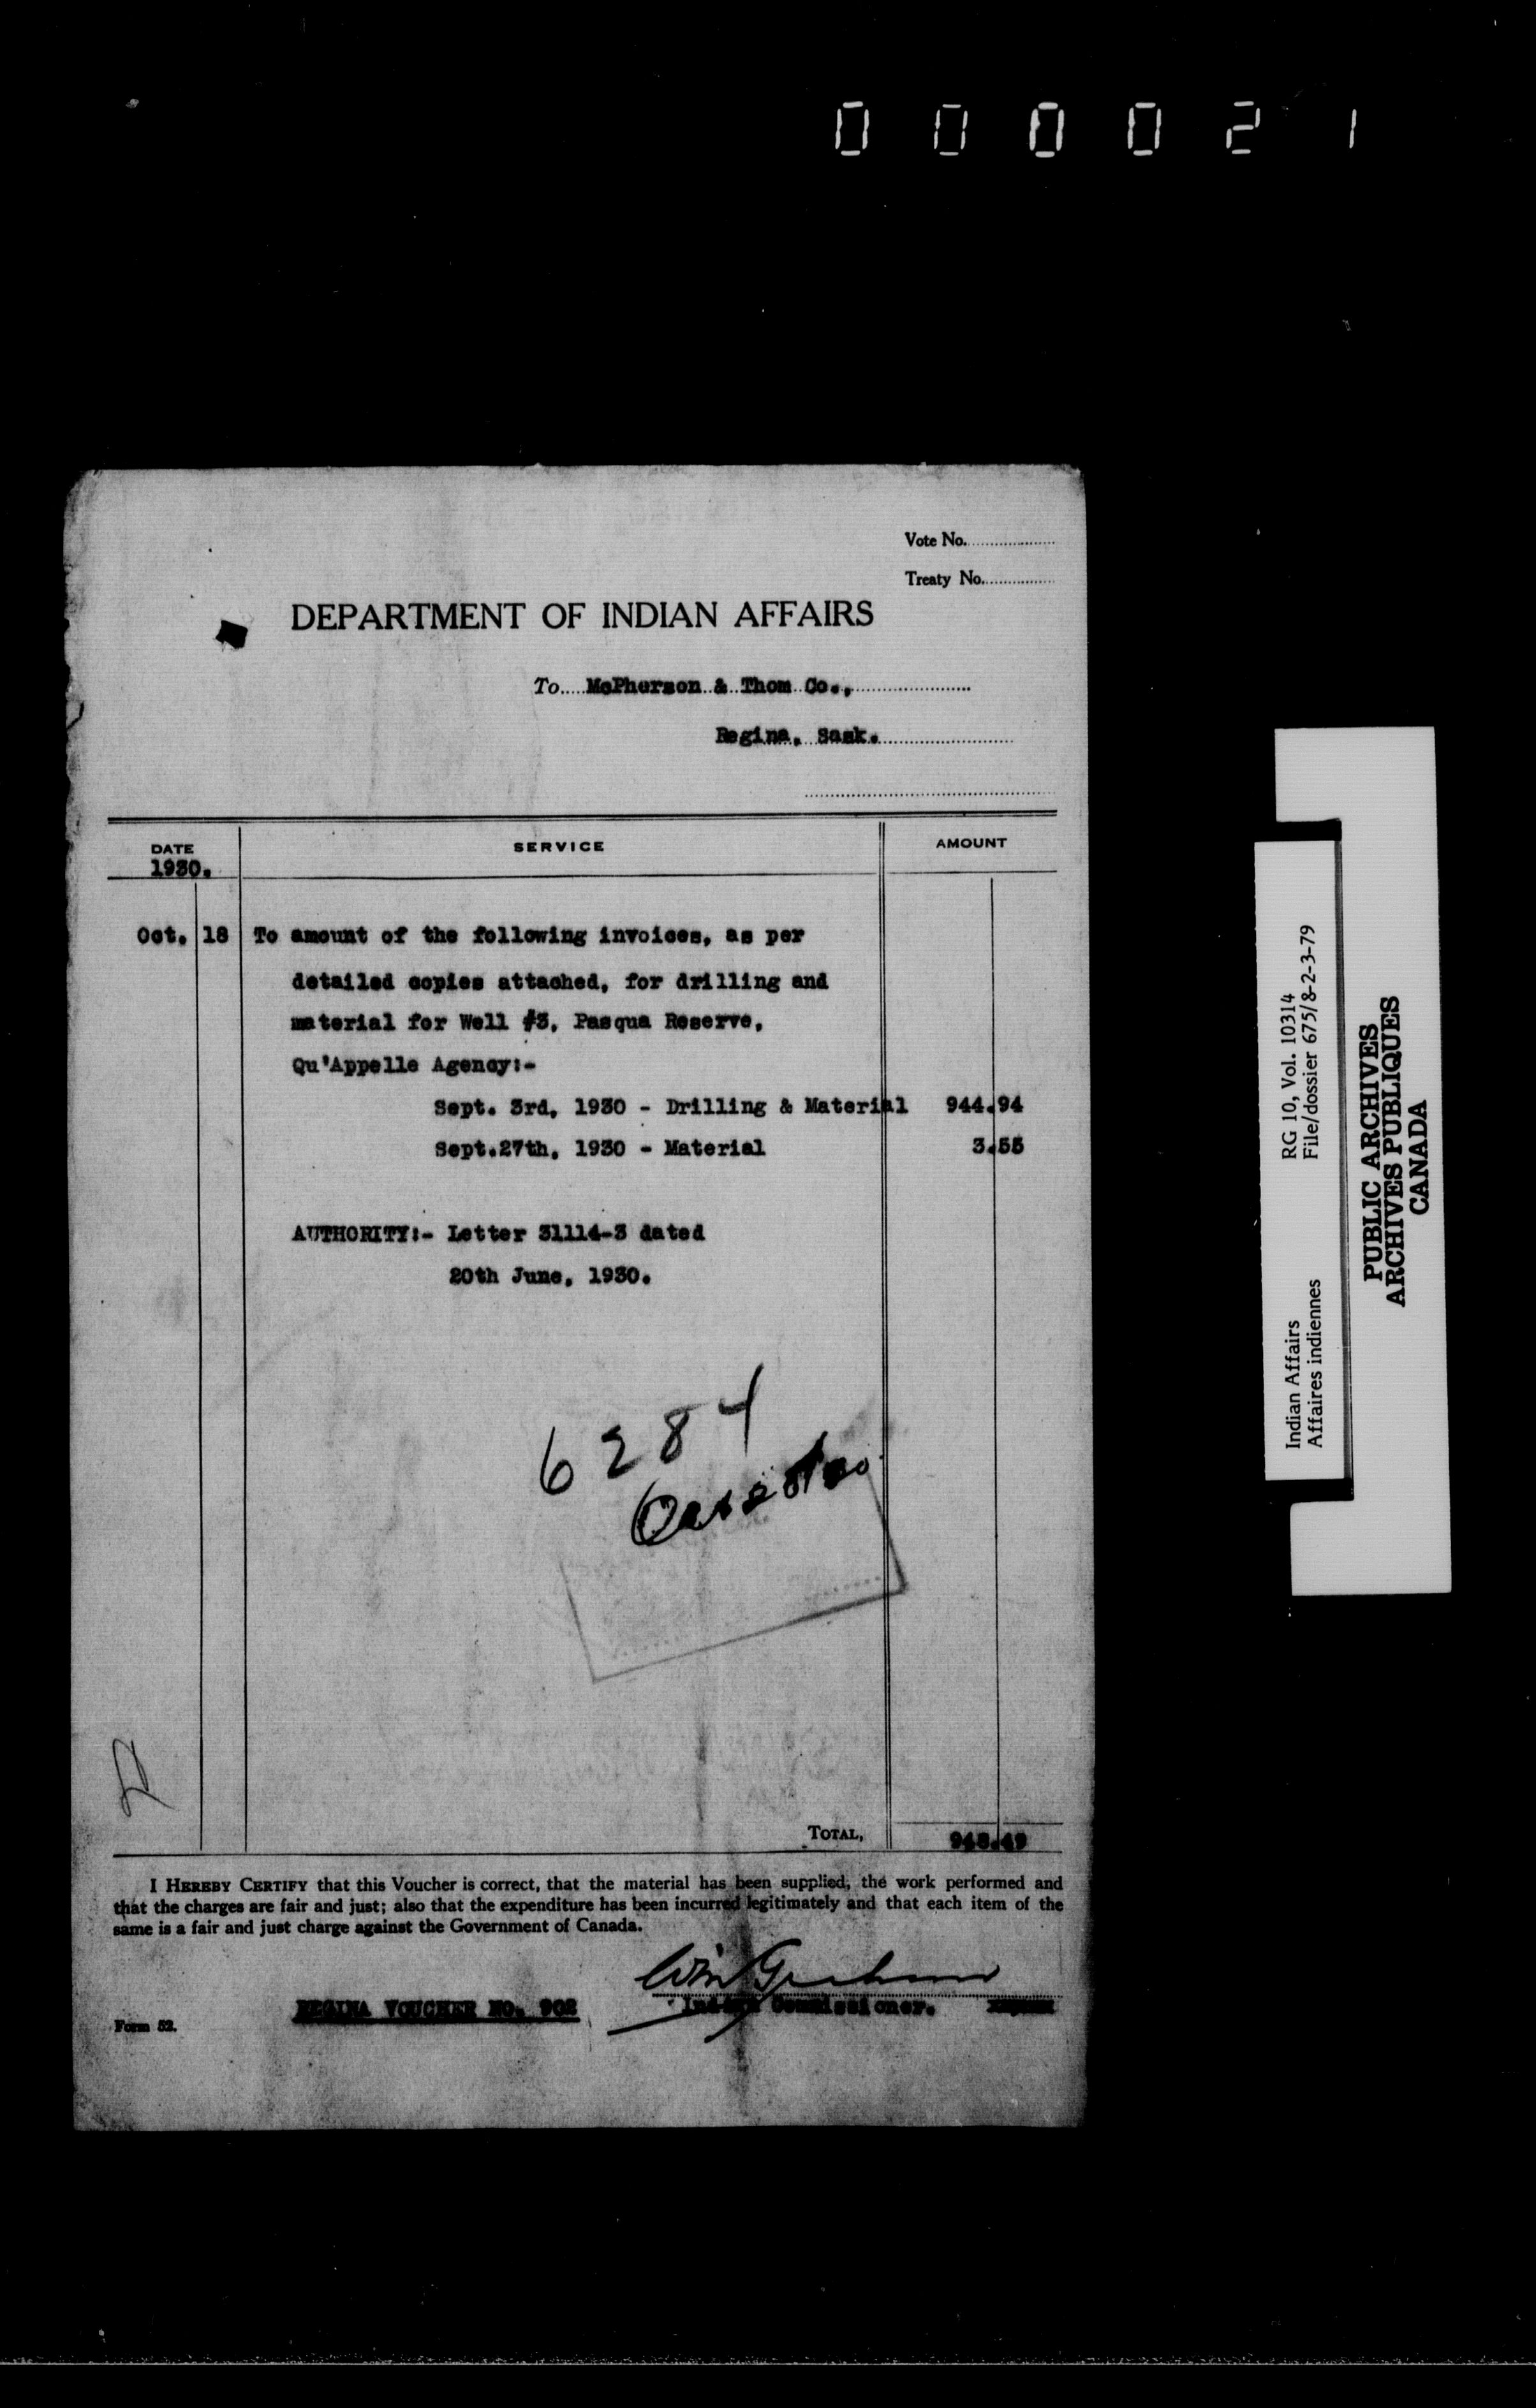 000021
Vote No.
Treaty No.
DEPARTMENT OF INDIAN AFFAIRS
To McPherson & Thom Co.,
Regina, Sask.
DATE SERVICE AMOUNT
1930.
Oct. 18 To amount of the following invoices, as per
detailed copies attached, for drilling and
material for Well #3, Pasqua Reserve,
Qu'Appelle Agency:-
Sept. 3rd, 1930 - Drilling & Material 944.94
Sept.27th, 1930 - Material 3.55
AUTHORITY:- Letter 31114-3 dated
20th June, 1930.
6284
TOTAL, 948.49
I HEREBY CERTIFY that this Voucher is correct, that the material has been supplied, the work performed and
that the charges are fair and just; also that the expenditure has been incurred legitimately and that each item of the
same is a fair and just charge against the Government of Canada.
Wm Graham
REGINA VOUCHER NO. 902 Indian Commissioner.
Form 52.
Indian Affairs RG 10, Vol. 10314
Affaires indiennes File/dossier 675/8-2-3-79
PUBLIC ARCHIVES
ARCHIVES PUBLIQUES
CANADA